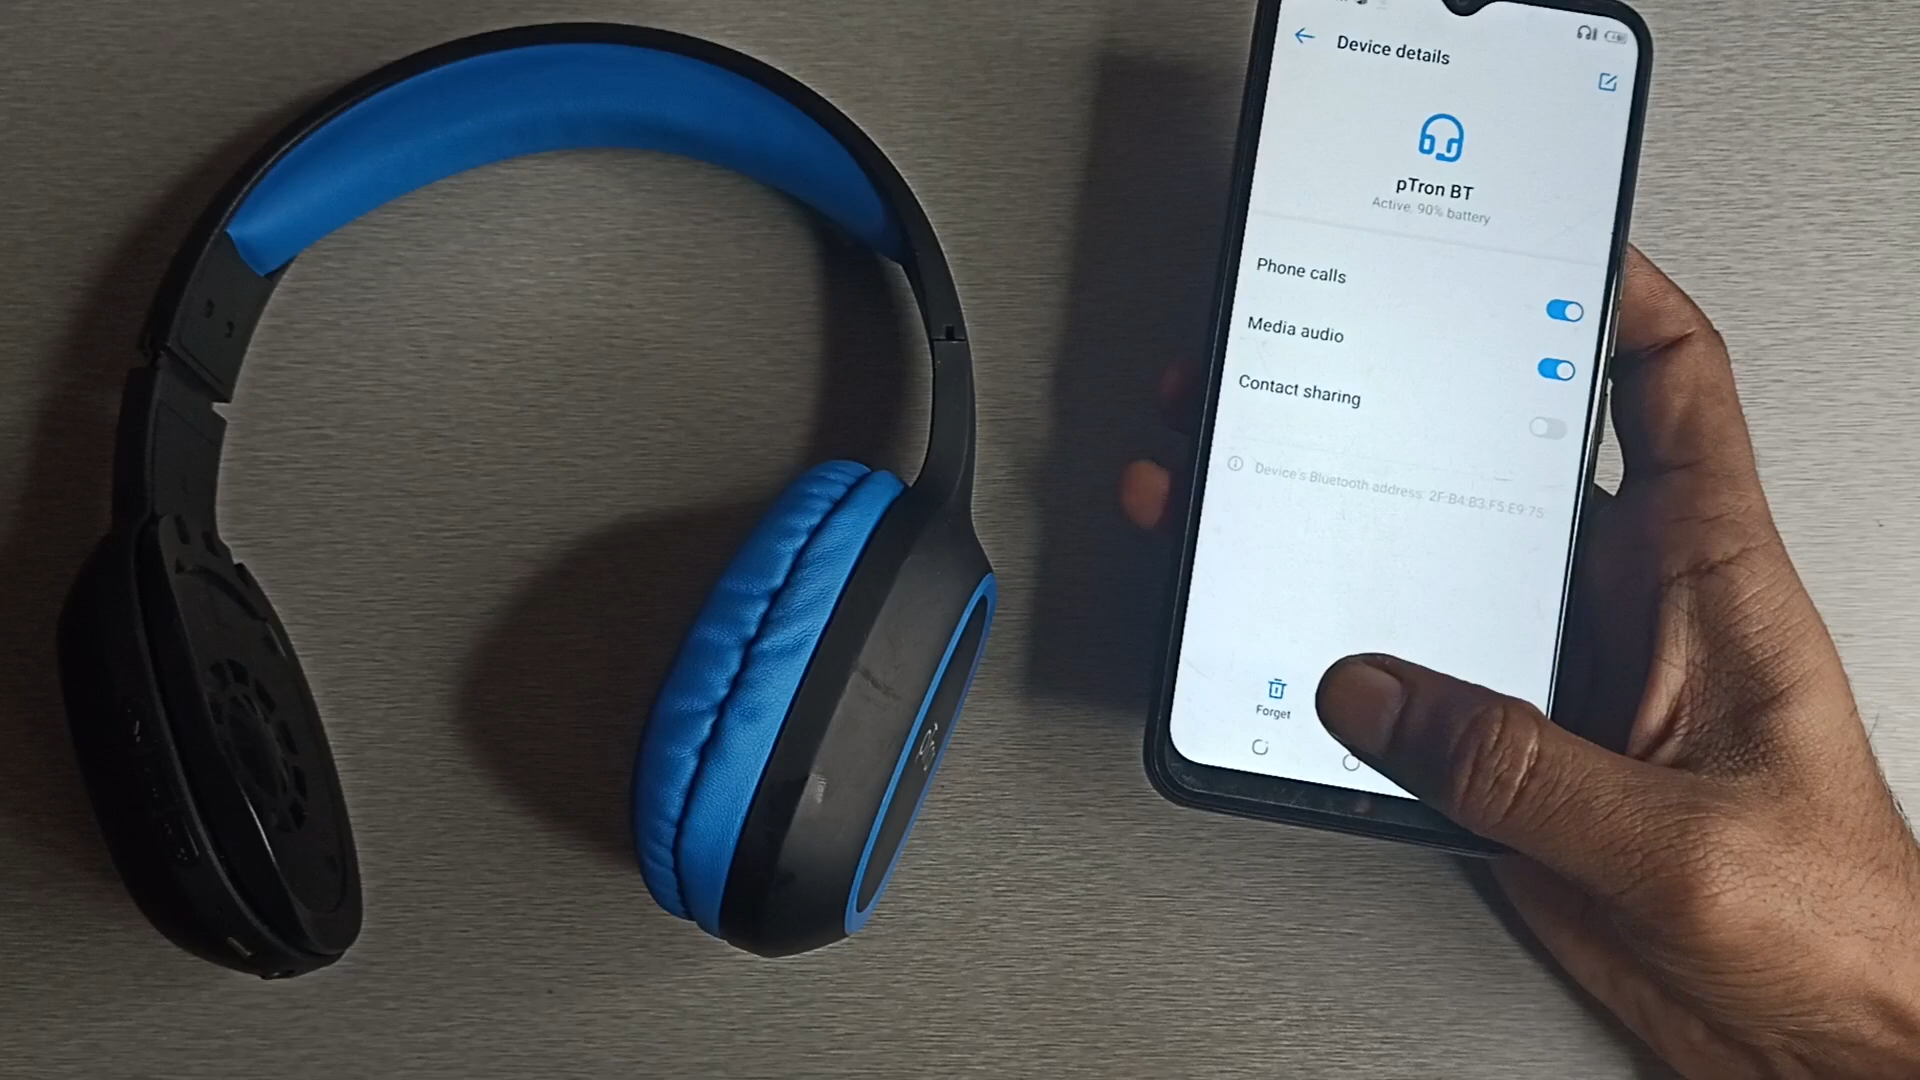 Device details
pTron BT
Active, 90% battery
Phone calls
Media audio
Contact sharing
Device's Bluetooth address: 2F:B4:B3:F5:E9:75
Forget